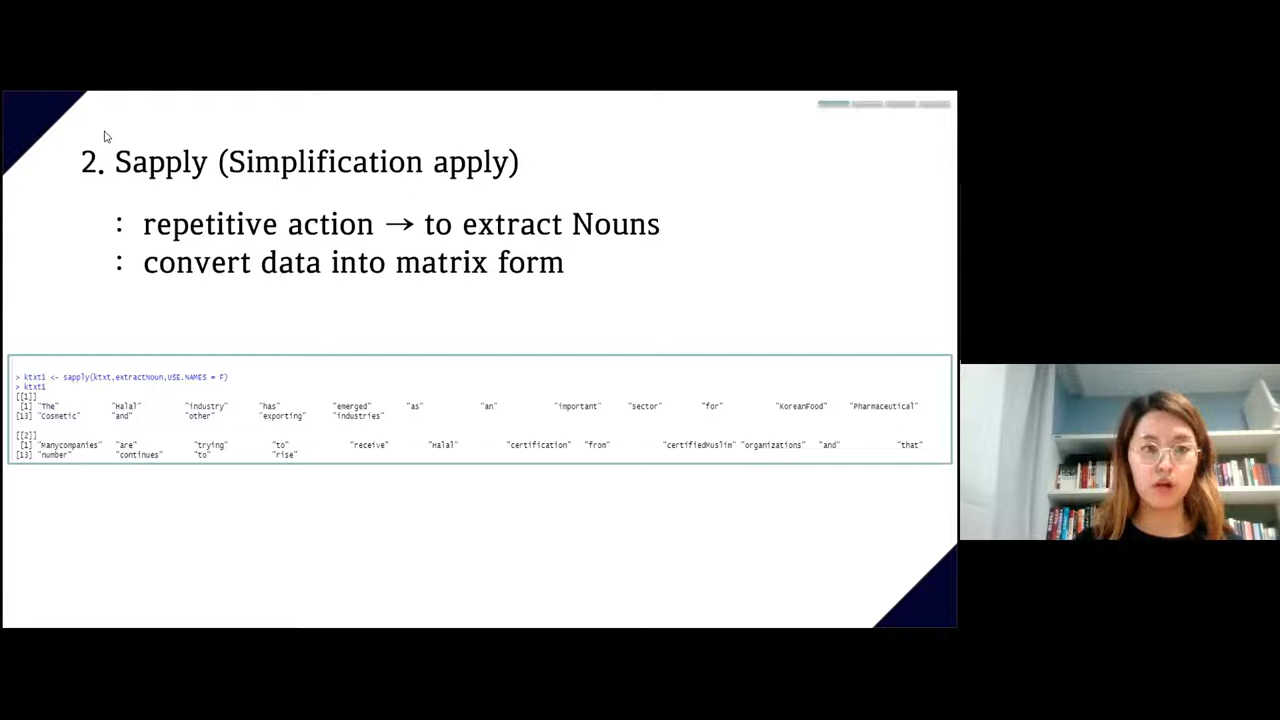 2. Sapply (Simplification apply)
: repetitive action → to extract Nouns
: convert data into matrix form
> ktxt1 <- sapply(ktxt,extractNoun,USE.NAMES = F)
> ktxt1
[[1]]
[1] "The" "Halal" "industry" "has" "emerged" "as" "an" "important" "sector" "for" "KoreanFood" "Pharmaceutical"
[13] "Cosmetic" "and" "other" "exporting" "industries"
[[2]]
[1] "Manycompanies" "are" "trying" "to" "receive" "Halal" "certification" "from" "certifiedMuslim" "organizations" "and" "that"
[13] "number" "continues" "to" "rise"